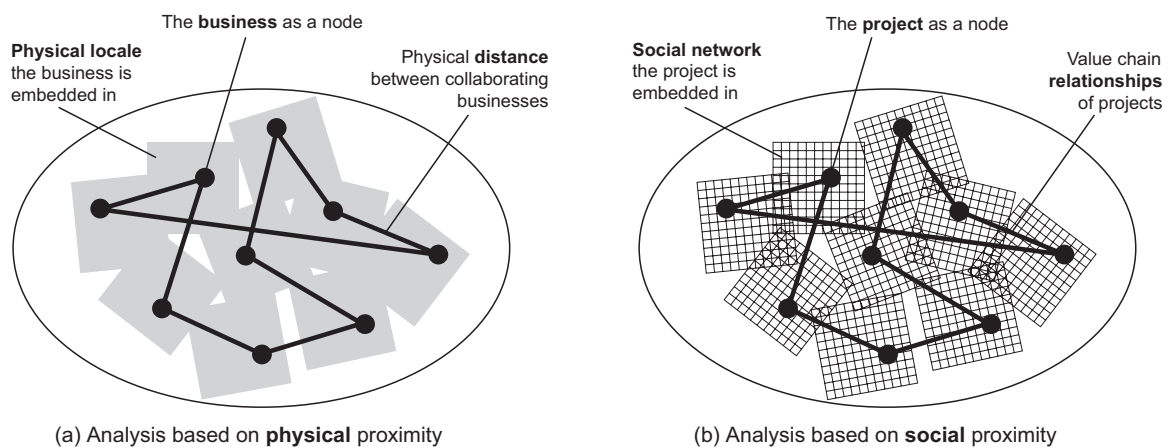 The business as a node
Physical locale
the business is
embedded in
Physical distance
between collaborating
businesses
(a) Analysis based on physical proximity
The project as a node
Social network
the project is
embedded in
Value chain
relationships
of projects
(b) Analysis based on social proximity